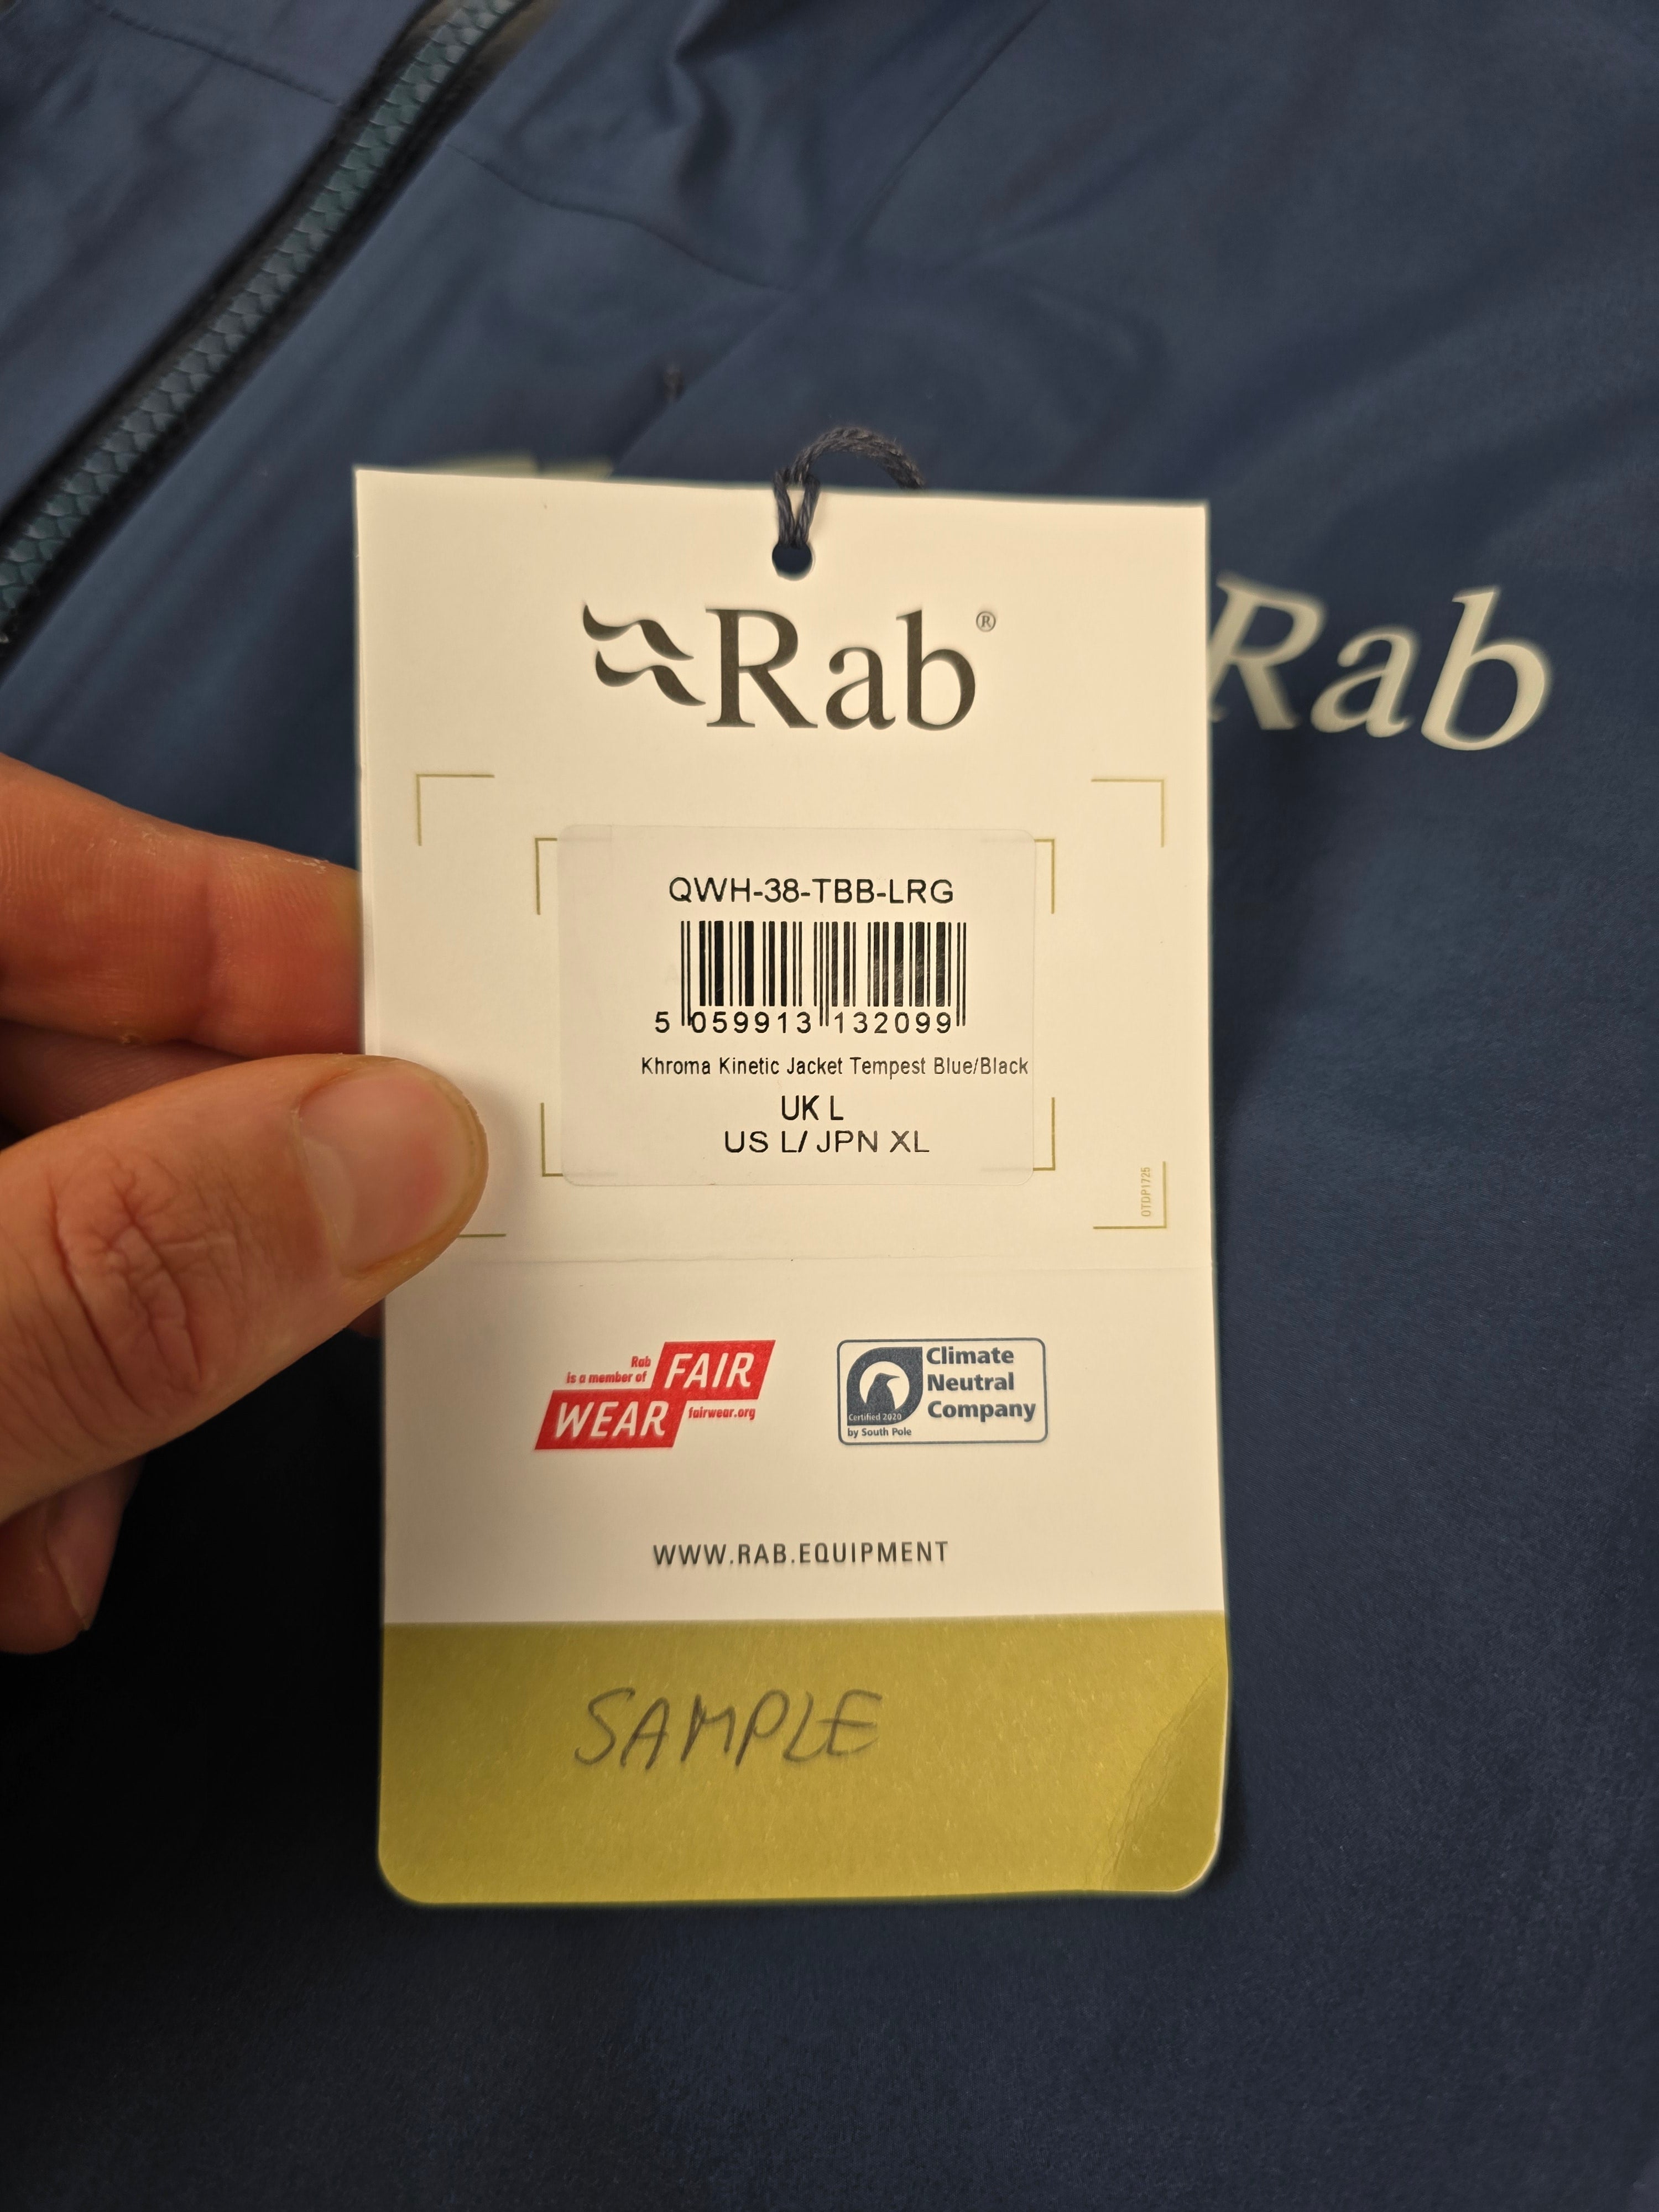 Rab®
Rab
QWH-38-TBB-LRG
5 059913 132099
Khroma Kinetic Jacket Tempest Blue/Black
UK L
US L/ JPN XL
OTDP1725
Rab
is a member of
FAIR
WEAR
fairwear.org
Climate
Neutral
Company
Certified 2020
by South Pole
WWW.RAB.EQUIPMENT
SAMPLE